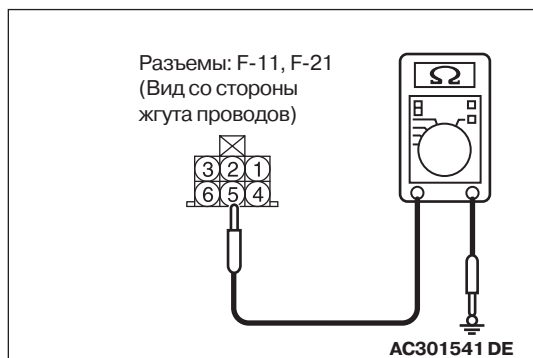 Разъемы: F-11, F-21
(Вид со стороны
жгута проводов)
Ω
3 2 1
6 5 4
AC301541 DE